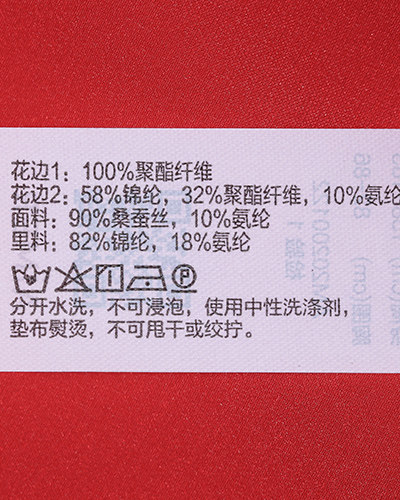 花边1：100%聚酯纤维
花边2：58%锦纶，32%聚酯纤维，10%氨纶
面料：90%桑蚕丝，10%氨纶
里料：82%锦纶，18%氨纶
分开水洗，不可浸泡，使用中性洗涤剂，
垫布熨烫，不可甩干或绞拧。